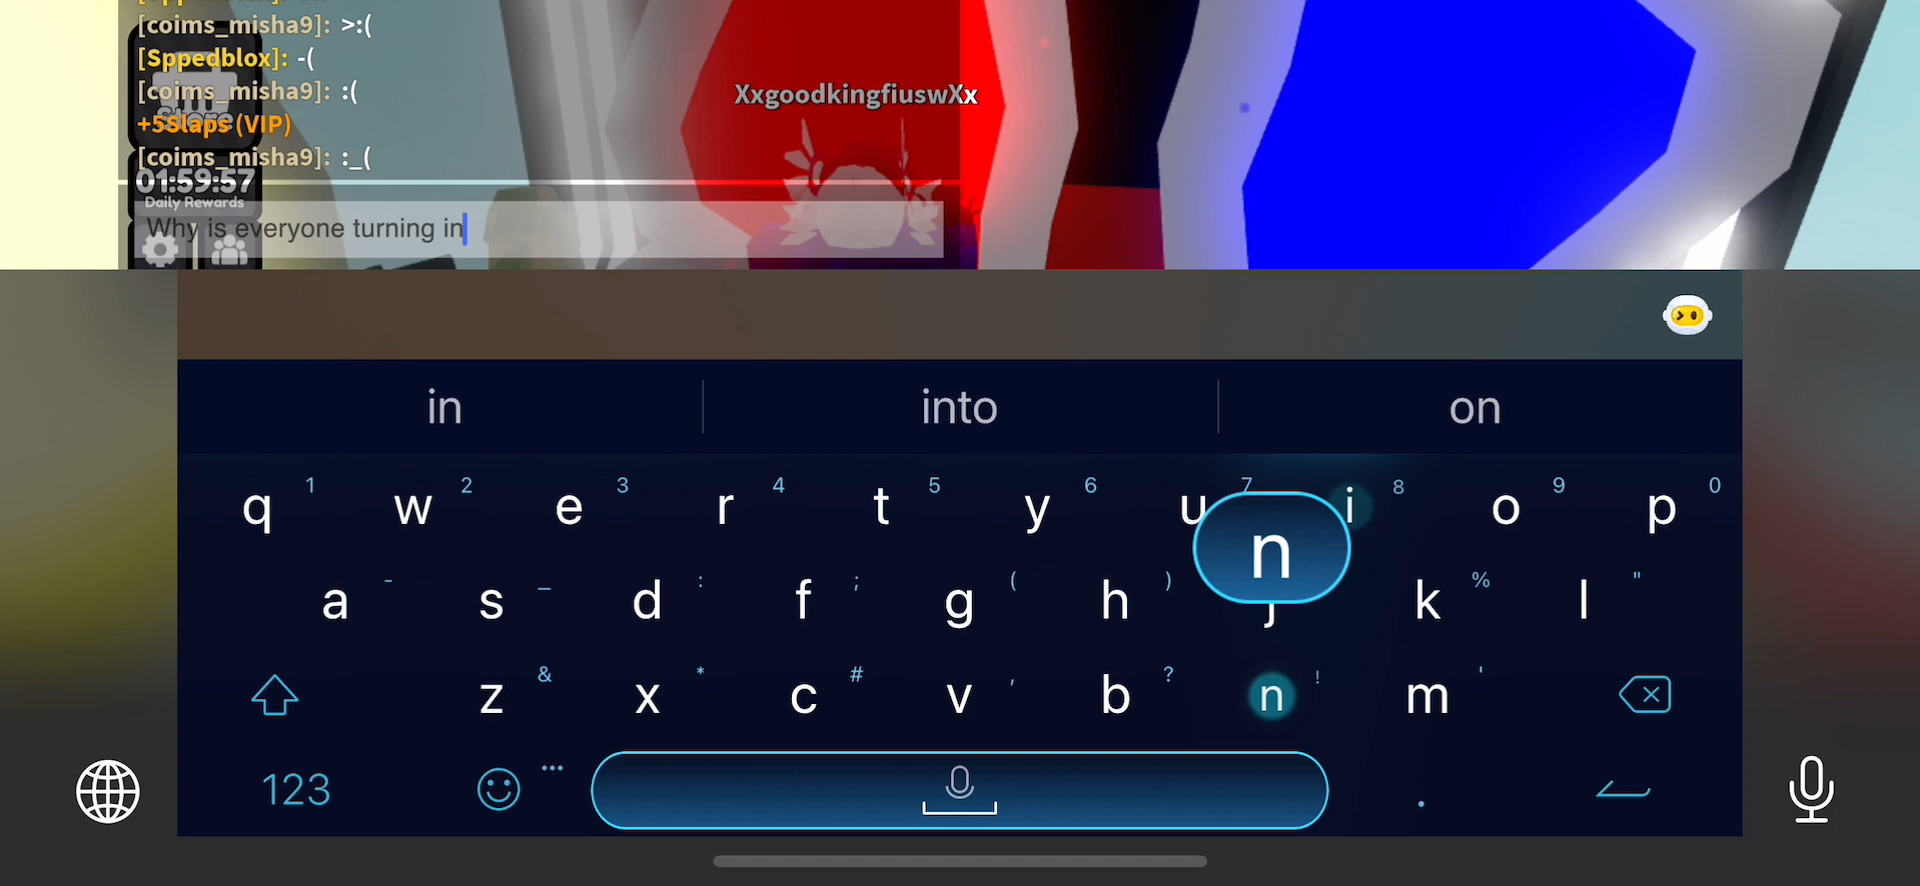 [coims_misha9]: >:(
[Sppedblox]: -(
[coims_misha9]: :(
Store
+5Slaps (VIP)
[coims_misha9]: :_(
XxgoodkingfiuswXx
01:59:57
Daily Rewards
Why is everyone turning in
in into on
q 1 w 2 e 3 r 4 t 5 y 6 u 7 i 8 o 9 p 0
n
a - s _ d : f ; g ( h ) j k % l "
z & x * c # v , b ? n ! m '
123 ... .